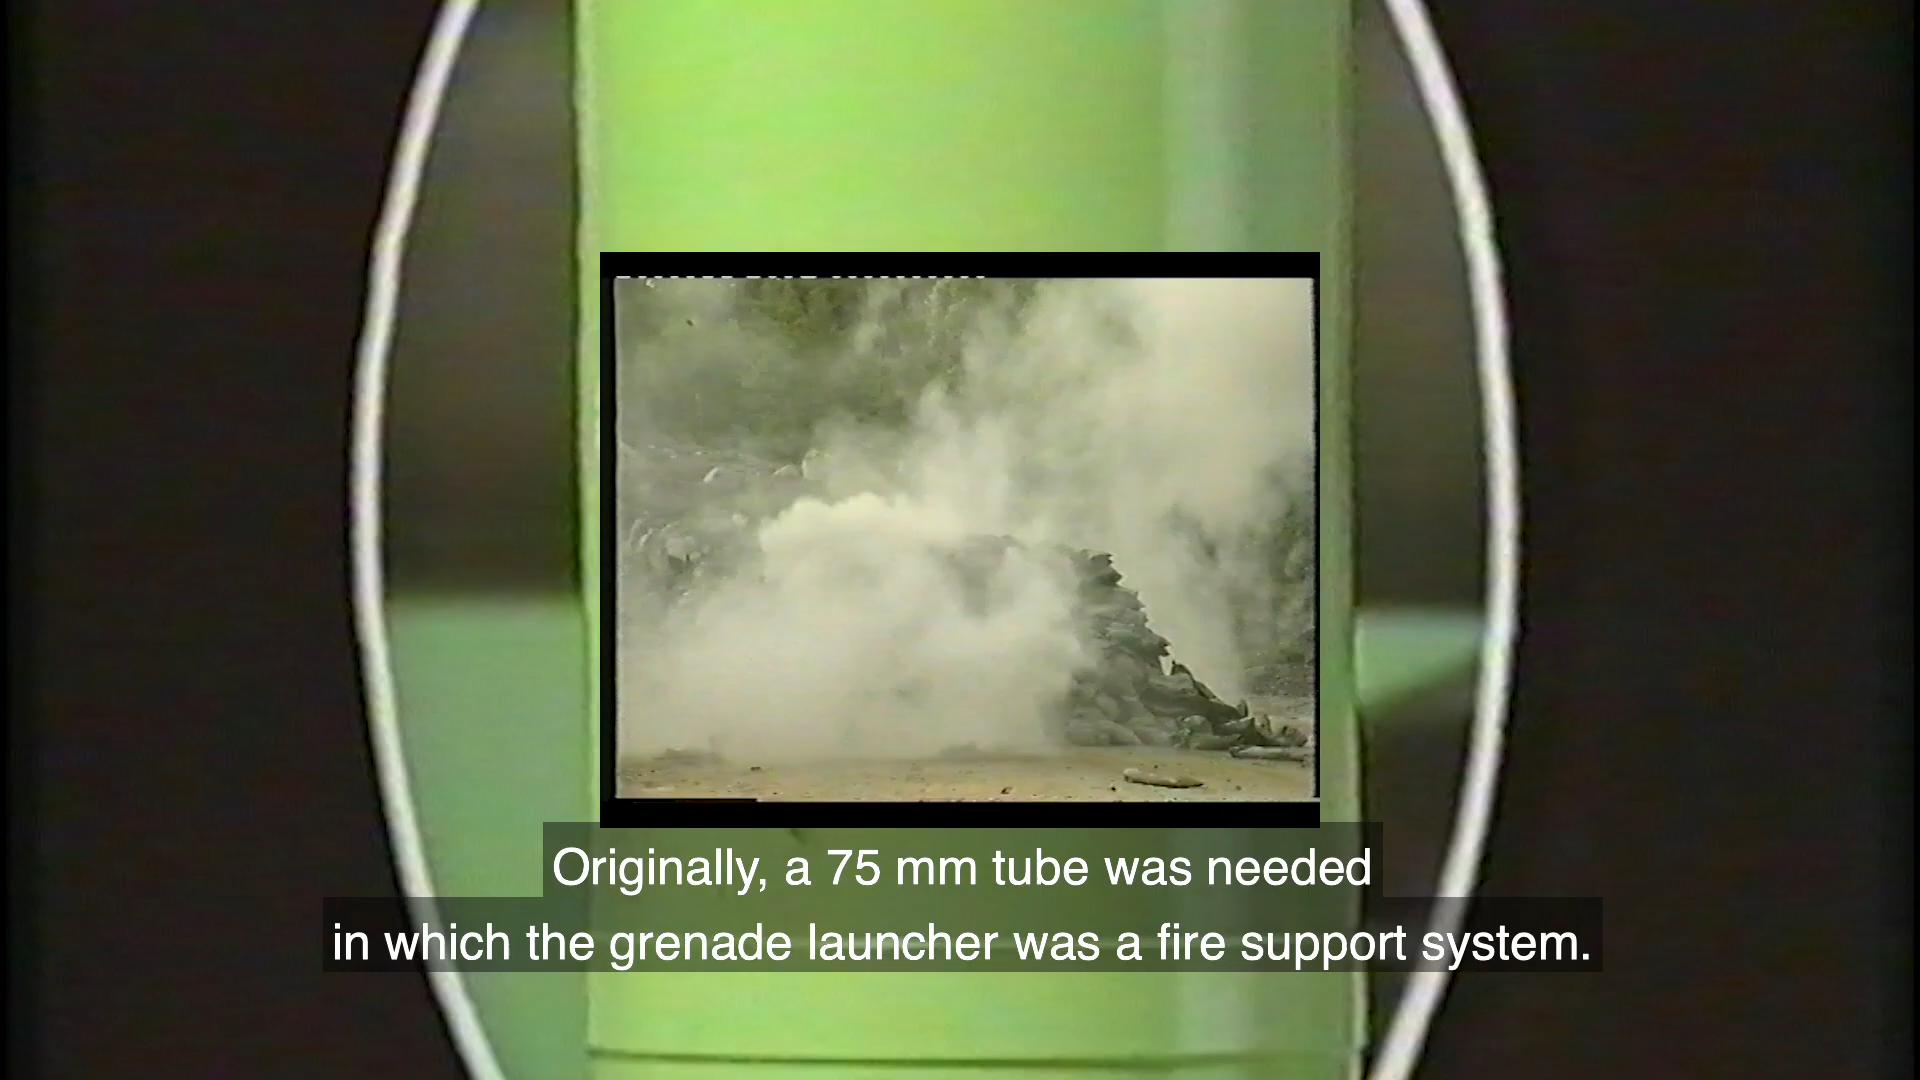 Originally, a 75 mm tube was needed
in which the grenade launcher was a fire support system.